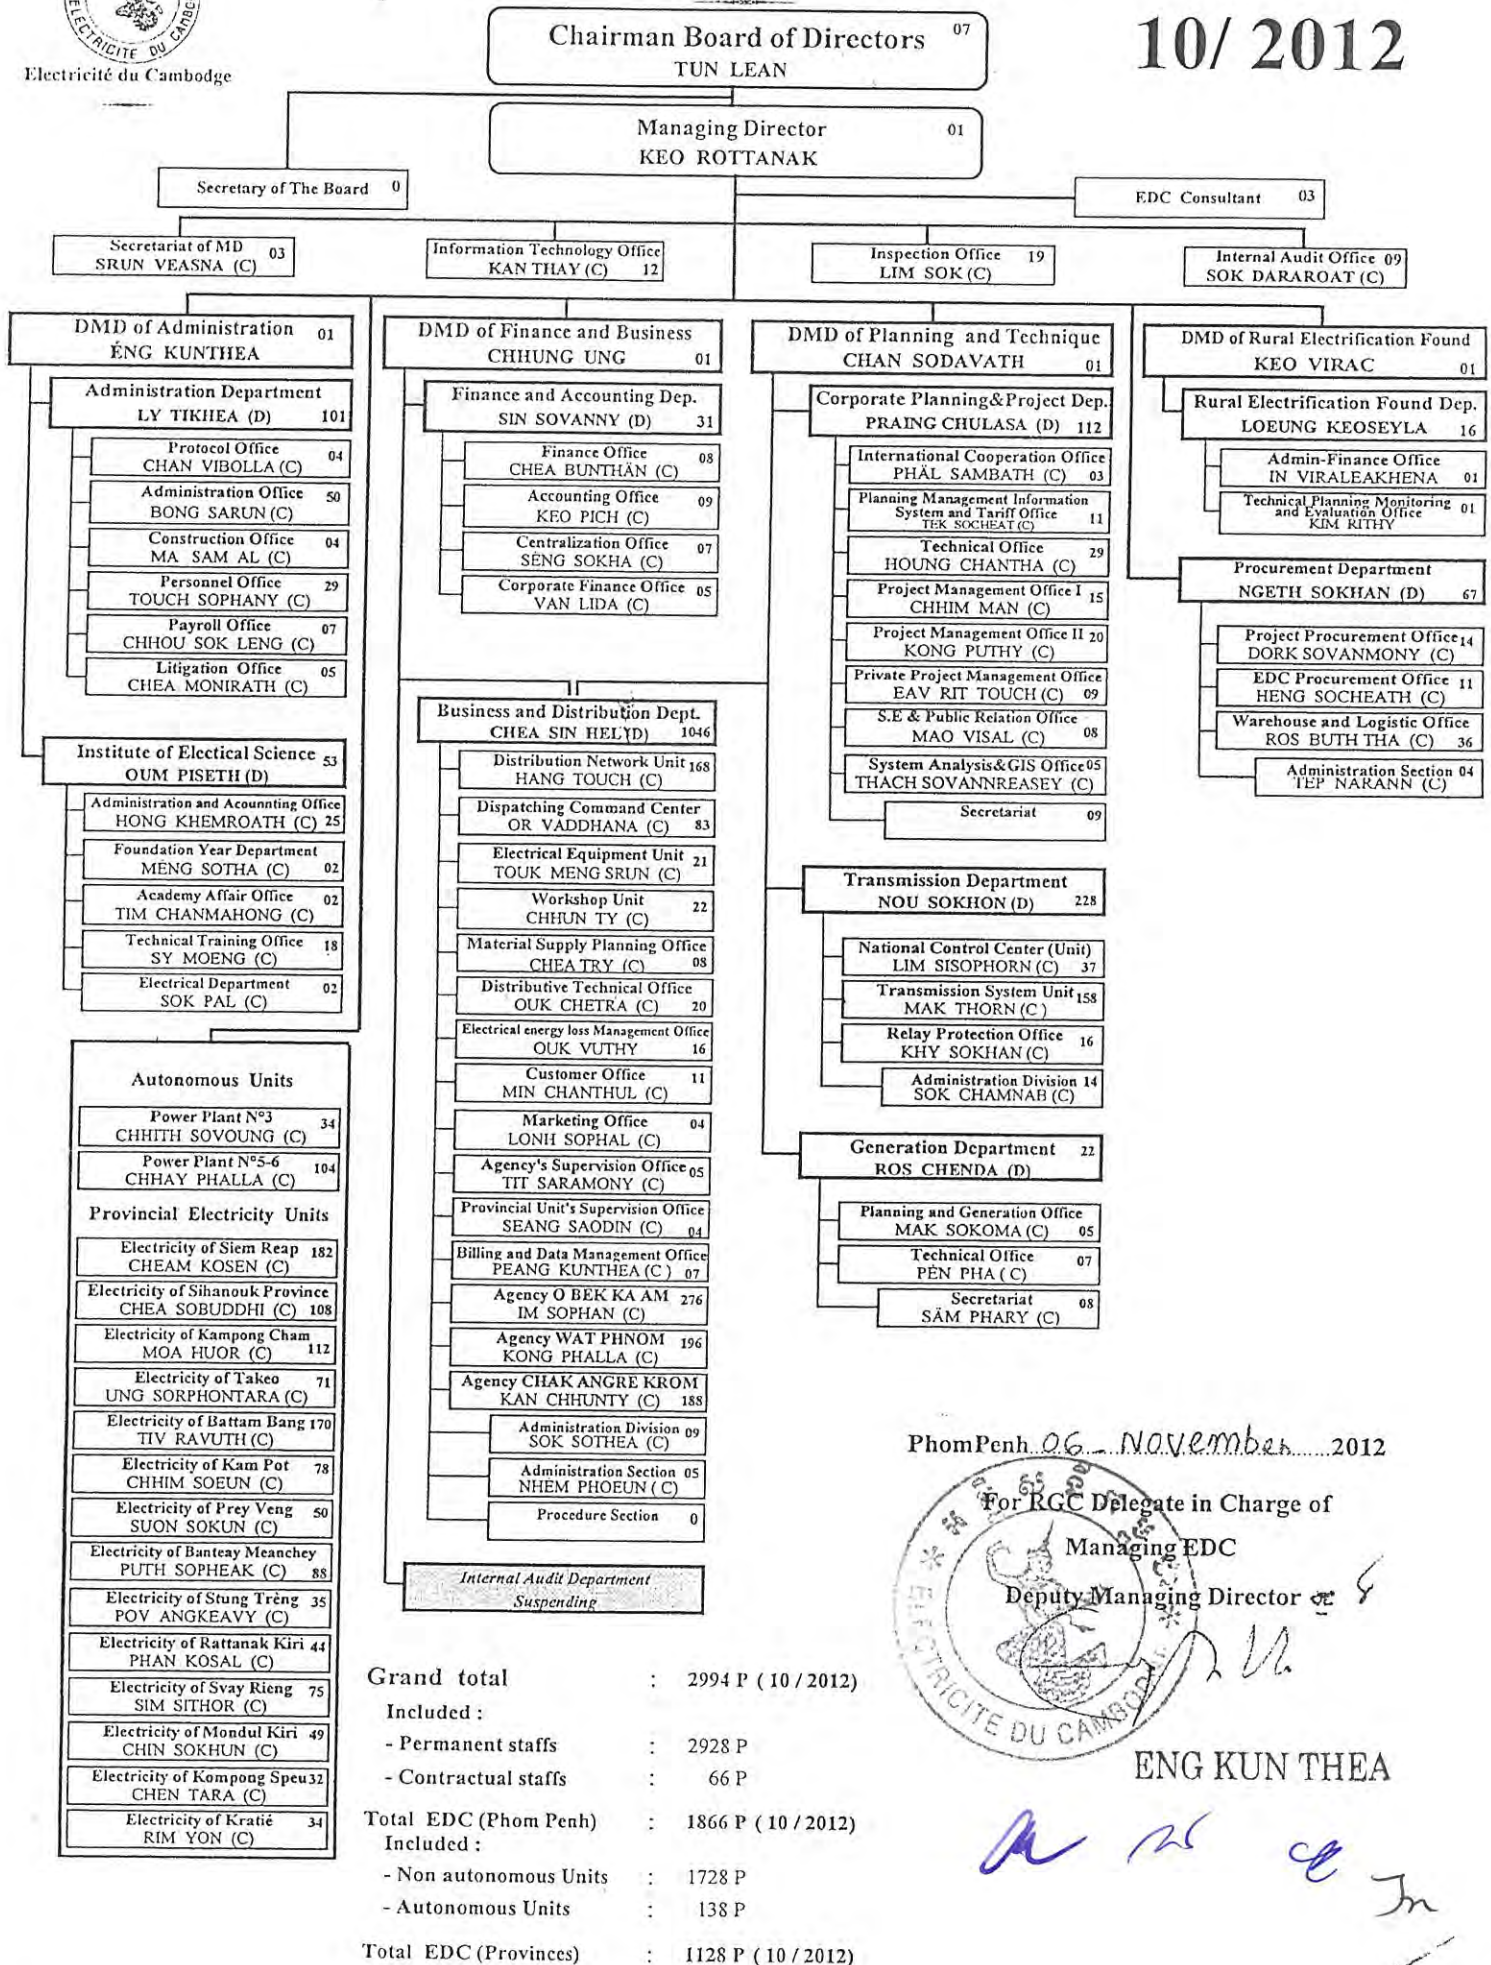 ELECTRICITE DU CAMBO
Electricité du Cambodge
10/ 2012
Chairman Board of Directors 07
TUN LEAN
Managing Director 01
KEO ROTTANAK
Secretary of The Board 0
EDC Consultant 03
Secretariat of MD 03
SRUN VEASNA (C)
Information Technology Office
KAN THAY (C) 12
Inspection Office 19
LIM SOK (C)
Internal Audit Office 09
SOK DARAROAT (C)
DMD of Administration 01
ÉNG KUNTHEA
Administration Department
LY TIKHEA (D) 101
Protocol Office 04
CHAN VIBOLLA (C)
Administration Office 50
BONG SARUN (C)
Construction Office 04
MA SAM AL (C)
Personnel Office 29
TOUCH SOPHANY (C)
Payroll Office 07
CHHOU SOK LENG (C)
Litigation Office 05
CHEA MONIRATH (C)
Institute of Electical Science 53
OUM PISETH (D)
Administration and Acounnting Office
HONG KHEMROATH (C) 25
Foundation Year Department
MÉNG SOTHA (C) 02
Academy Affair Office 02
TIM CHANMAHONG (C)
Technical Training Office 18
SY MOENG (C)
Electrical Department 02
SOK PAL (C)
Autonomous Units
Power Plant N°3 34
CHHITH SOVOUNG (C)
Power Plant N°5-6 104
CHHAY PHALLA (C)
Provincial Electricity Units
Electricity of Siem Reap 182
CHEAM KOSEN (C)
Electricity of Sihanouk Province
CHEA SOBUDDHI (C) 108
Electricity of Kampong Cham
MOA HUOR (C) 112
Electricity of Takeo 71
UNG SORPHONTARA (C)
Electricity of Battam Bang 170
TIV RAVUTH (C)
Electricity of Kam Pot 78
CHHIM SOEUN (C)
Electricity of Prey Veng 50
SUON SOKUN (C)
Electricity of Banteay Meanchey
PUTH SOPHEAK (C) 88
Electricity of Stung Trèng 35
POV ANGKEAVY (C)
Electricity of Rattanak Kiri 44
PHAN KOSAL (C)
Electricity of Svay Rieng 75
SIM SITHOR (C)
Electricity of Mondul Kiri 49
CHIN SOKHUN (C)
Electricity of Kompong Speu 32
CHEN TARA (C)
Electricity of Kratié 34
RIM YON (C)
DMD of Finance and Business
CHHUNG UNG 01
Finance and Accounting Dep.
SIN SOVANNY (D) 31
Finance Office 08
CHEA BUNTHÄN (C)
Accounting Office 09
KEO PICH (C)
Centralization Office 07
SÉNG SOKHA (C)
Corporate Finance Office 05
VAN LIDA (C)
Business and Distribution Dept.
CHEA SIN HEL (D) 1046
Distribution Network Unit 168
HANG TOUCH (C)
Dispatching Command Center
OR VADDHANA (C) 83
Electrical Equipment Unit 21
TOUK MENG SRUN (C)
Workshop Unit 22
CHHUN TY (C)
Material Supply Planning Office
CHEA TRY (C) 08
Distributive Technical Office
OUK CHETRA (C) 20
Electrical energy loss Management Office
OUK VUTHY 16
Customer Office 11
MIN CHANTHUL (C)
Marketing Office 04
LONH SOPHAL (C)
Agency's Supervision Office 05
TIT SARAMONY (C)
Provincial Unit's Supervision Office
SEANG SAODIN (C) 04
Billing and Data Management Office
PEANG KUNTHEA (C) 07
Agency O BEK KA AM 276
IM SOPHAN (C)
Agency WAT PHNOM 196
KONG PHALLA (C)
Agency CHAK ANGRE KROM
KAN CHHUNTY (C) 188
Administration Division 09
SOK SOTHEA (C)
Administration Section 05
NHÉM PHOEUN (C)
Procedure Section 0
Internal Audit Department
Suspending
DMD of Planning and Technique
CHAN SODAVATH 01
Corporate Planning&Project Dep.
PRAING CHULASA (D) 112
International Cooperation Office
PHÄL SAMBATH (C) 03
Planning Management Information
System and Tariff Office 11
TEK SOCHEAT (C)
Technical Office 29
HOUNG CHANTHA (C)
Project Management Office I 15
CHHIM MAN (C)
Project Management Office II 20
KONG PUTHY (C)
Private Project Management Office
EAV RIT TOUCH (C) 09
S.E & Public Relation Office
MAO VISAL (C) 08
System Analysis&GIS Office 05
THACH SOVANNREASEY (C)
Secretariat 09
Transmission Department
NOU SOKHON (D) 228
National Control Center (Unit)
LIM SISOPHORN (C) 37
Transmission System Unit 158
MAK THORN (C )
Relay Protection Office 16
KHY SOKHAN (C)
Administration Division 14
SOK CHAMNAB (C)
Generation Department 22
ROS CHENDA (D)
Planning and Generation Office
MAK SOKOMA (C) 05
Technical Office 07
PÉN PHA ( C)
Secretariat 08
SÄM PHARY (C)
DMD of Rural Electrification Found
KEO VIRAC 01
Rural Electrification Found Dep.
LOEUNG KEOSEYLA 16
Admin-Finance Office
IN VIRALEAKHENA 01
Technical Planning Monitoring
and Evaluation Office 01
KIM RITHY
Procurement Department
NGETH SOKHAN (D) 67
Project Procurement Office 14
DORK SOVANMONY (C)
EDC Procurement Office 11
HENG SOCHEATH (C)
Warehouse and Logistic Office
ROS BUTH THA (C) 36
Administration Section 04
TEP NARANN (C)
Grand total : 2994 P ( 10 / 2012)
Included :
- Permanent staffs : 2928 P
- Contractual staffs : 66 P
Total EDC (Phom Penh) : 1866 P ( 10 / 2012)
Included :
- Non autonomous Units : 1728 P
- Autonomous Units : 138 P
Total EDC (Provinces) : 1128 P ( 10 / 2012)
PhomPenh 06 - November 2012
For RGC Delegate in Charge of
Managing EDC
Deputy Managing Director
ELECTRICITE DU CAMBODGE
ENG KUN THEA